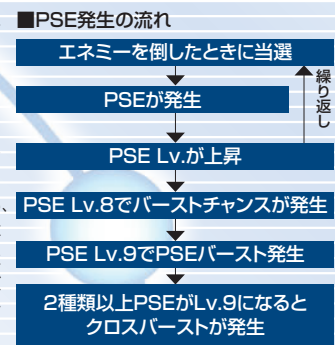 ■PSE発生の流れ
エネミーを倒したときに当選
繰り返し
PSEが発生
PSE Lv.が上昇
PSE Lv.8でバーストチャンスが発生
PSE Lv.9でPSEバースト発生
2種類以上PSEがLv.9になると
クロスバーストが発生